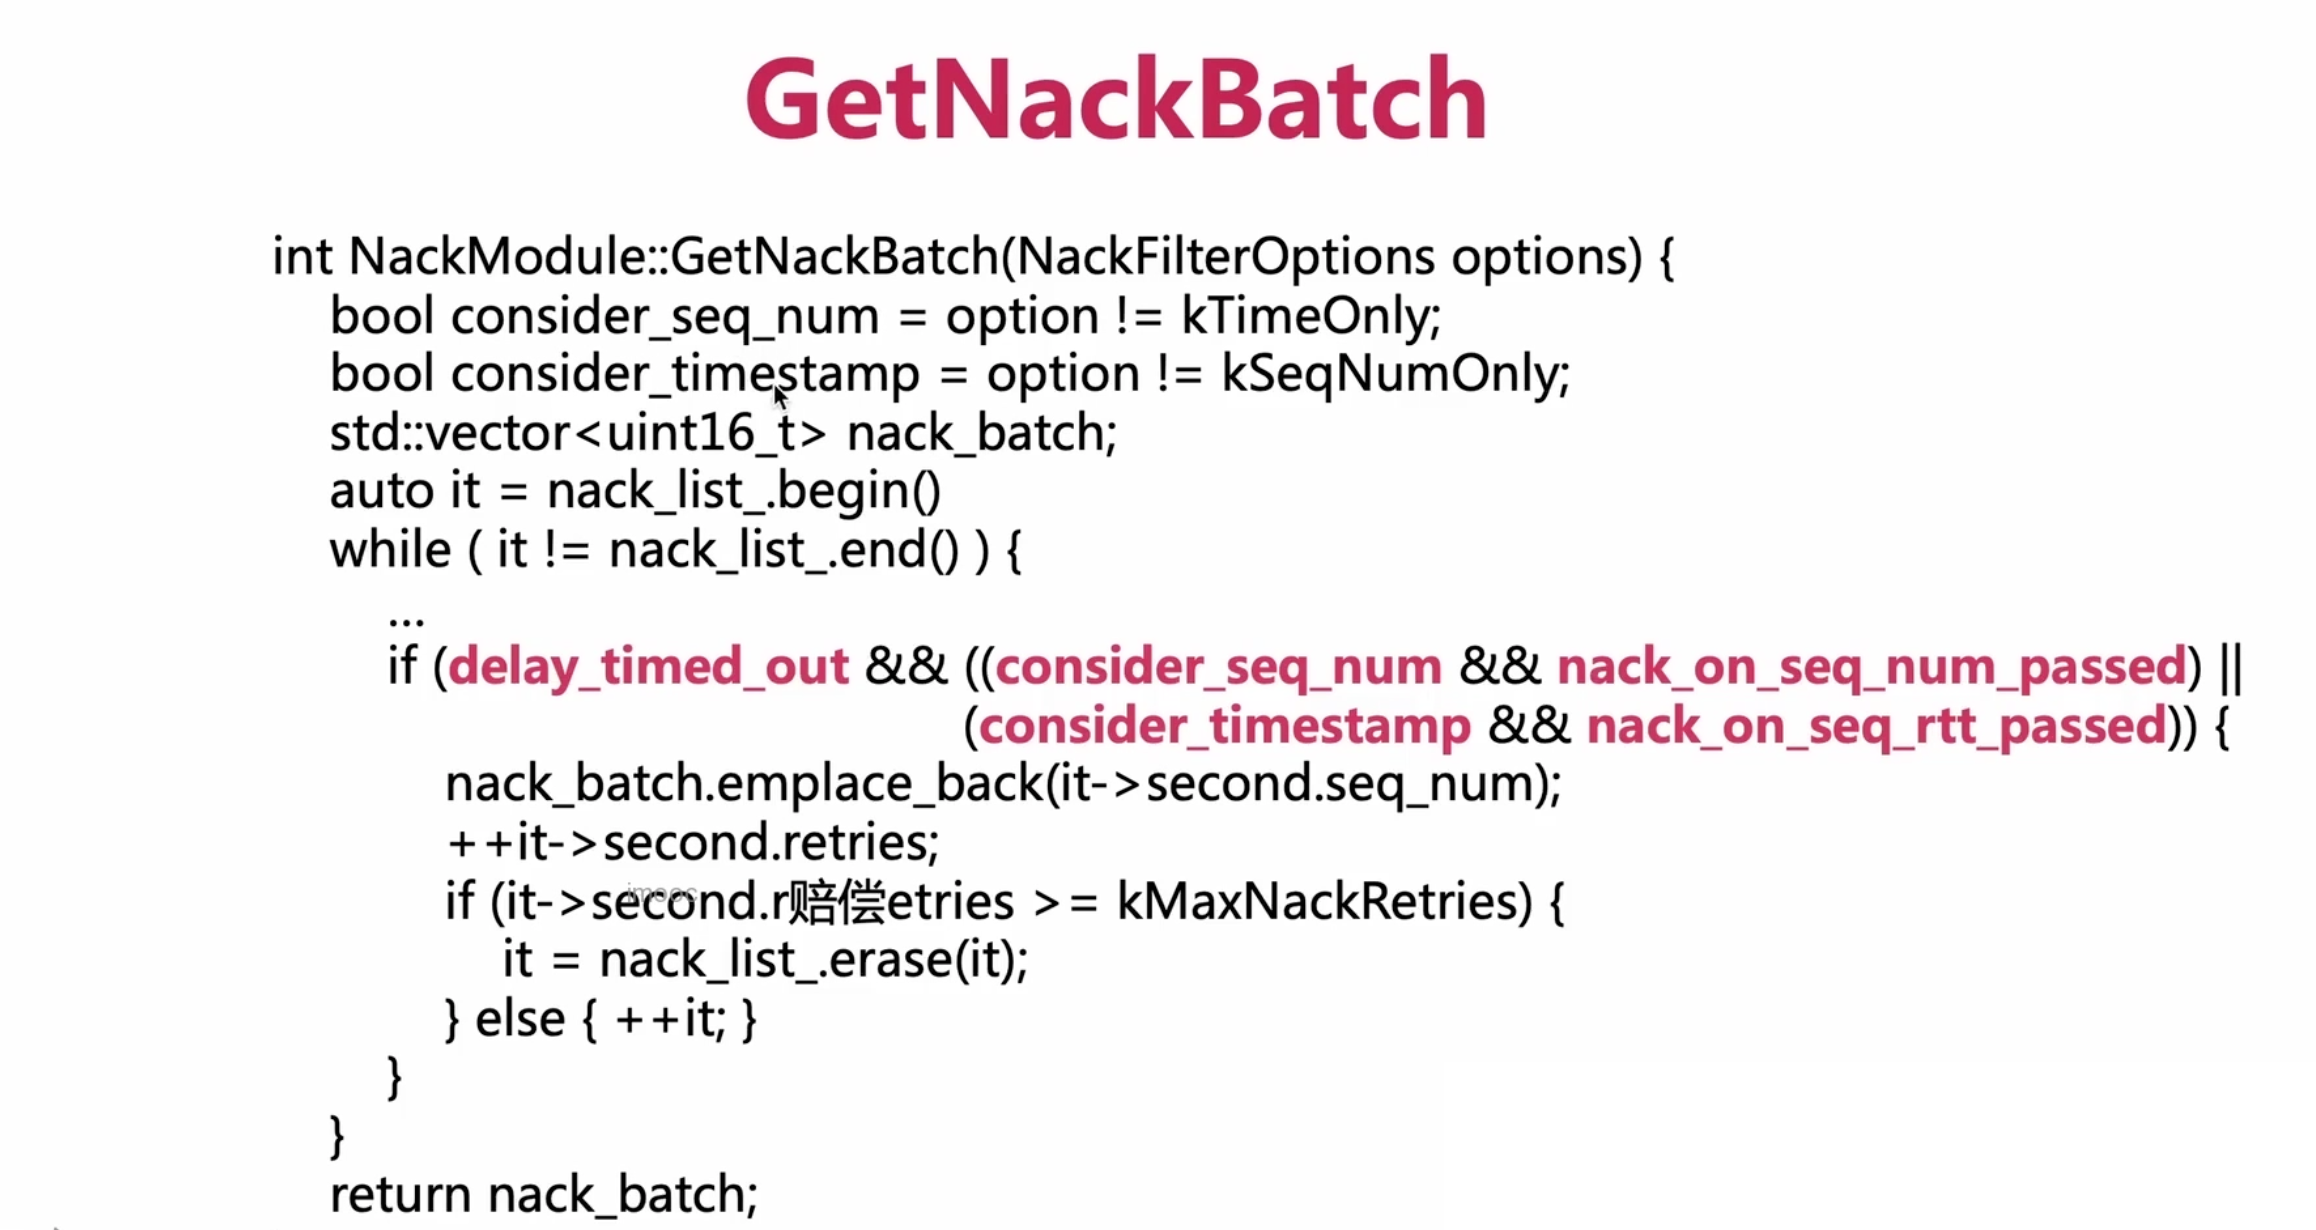 GetNackBatch
int NackModule::GetNackBatch(NackFilterOptions options) {
bool consider_seq_num = option != kTimeOnly;
bool consider_timestamp = option != kSeqNumOnly;
std::vector<uint16_t> nack_batch;
auto it = nack_list_.begin()
while ( it != nack_list_.end() ) {
...
if (delay_timed_out && ((consider_seq_num && nack_on_seq_num_passed) ||
(consider_timestamp && nack_on_seq_rtt_passed)) {
nack_batch.emplace_back(it->second.seq_num);
++it->second.retries;
if (it->second.r赔偿etries >= kMaxNackRetries) {
imooc
it = nack_list_.erase(it);
} else { ++it; }
}
}
return nack_batch;